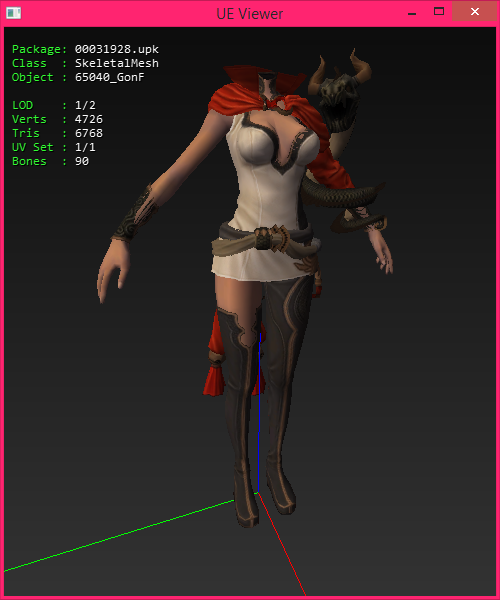 UE Viewer
Package: 00031928.upk
Class : SkeletalMesh
Object : 65040_GonF
LOD : 1/2
Verts : 4726
Tris : 6768
UV Set : 1/1
Bones : 90